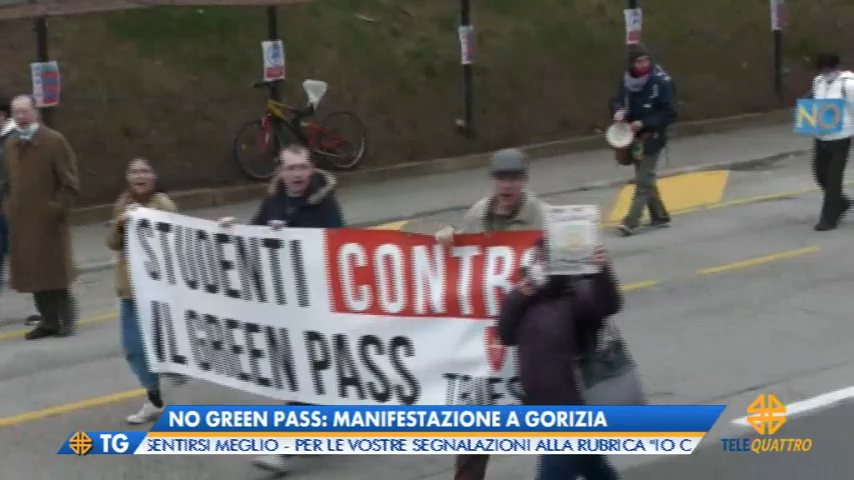 NO
STUDENTI CONTRO
IL GREEN PASS
NO GREEN PASS: MANIFESTAZIONE A GORIZIA
TG
SENTIRSI MEGLIO - PER LE VOSTRE SEGNALAZIONI ALLA RUBRICA "IO C
TELEQUATTRO